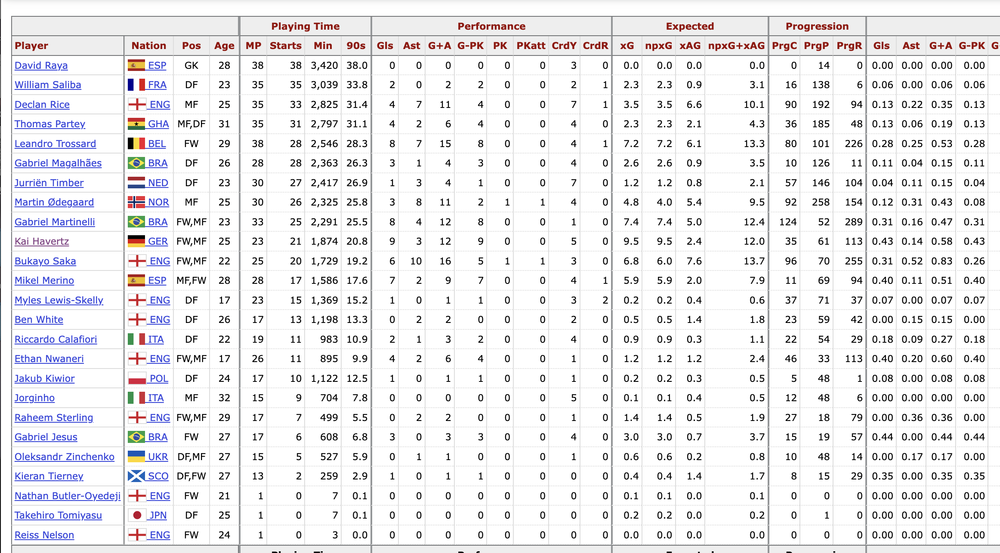 Playing Time Performance Expected Progression
Player Nation Pos Age MP Starts Min 90s Gls Ast G+A G-PK PK PKatt CrdY CrdR xG npxG xAG npxG+xAG PrgC PrgP PrgR Gls Ast G+A G-PK
David Raya ESP GK 28 38 38 3,420 38.0 0 0 0 0 0 0 3 0 0.0 0.0 0.0 0.0 0 14 0 0.00 0.00 0.00 0.00
William Saliba FRA DF 23 35 35 3,039 33.8 2 0 2 2 0 0 2 1 2.3 2.3 0.9 3.1 16 138 6 0.06 0.00 0.06 0.06
Declan Rice ENG MF 25 35 33 2,825 31.4 4 7 11 4 0 0 7 1 3.5 3.5 6.6 10.1 90 192 94 0.13 0.22 0.35 0.13
Thomas Partey GHA MF,DF 31 35 31 2,797 31.1 4 2 6 4 0 0 4 0 2.3 2.3 2.1 4.3 36 185 48 0.13 0.06 0.19 0.13
Leandro Trossard BEL FW 29 38 28 2,546 28.3 8 7 15 8 0 0 4 1 7.2 7.2 6.1 13.3 80 101 226 0.28 0.25 0.53 0.28
Gabriel Magalhães BRA DF 26 28 28 2,363 26.3 3 1 4 3 0 0 4 0 2.6 2.6 0.9 3.5 10 126 11 0.11 0.04 0.15 0.11
Jurriën Timber NED DF 23 30 27 2,417 26.9 1 3 4 1 0 0 7 0 1.2 1.2 0.8 2.1 57 146 104 0.04 0.11 0.15 0.04
Martin Ødegaard NOR MF 25 30 26 2,325 25.8 3 8 11 2 1 1 4 0 4.8 4.0 5.4 9.5 92 258 154 0.12 0.31 0.43 0.08
Gabriel Martinelli BRA FW,MF 23 33 25 2,291 25.5 8 4 12 8 0 0 1 0 7.4 7.4 5.0 12.4 124 52 289 0.31 0.16 0.47 0.31
Kai Havertz GER FW,MF 25 23 21 1,874 20.8 9 3 12 9 0 0 5 0 9.5 9.5 2.4 12.0 35 61 113 0.43 0.14 0.58 0.43
Bukayo Saka ENG FW,MF 22 25 20 1,729 19.2 6 10 16 5 1 1 3 0 6.8 6.0 7.6 13.7 96 70 255 0.31 0.52 0.83 0.26
Mikel Merino ESP MF,FW 28 28 17 1,586 17.6 7 2 9 7 0 0 4 1 5.9 5.9 2.0 7.9 11 69 94 0.40 0.11 0.51 0.40
Myles Lewis-Skelly ENG DF 17 23 15 1,369 15.2 1 0 1 1 0 0 3 2 0.2 0.2 0.4 0.6 37 71 37 0.07 0.00 0.07 0.07
Ben White ENG DF 26 17 13 1,198 13.3 0 2 2 0 0 0 2 0 0.5 0.5 1.4 1.8 23 59 42 0.00 0.15 0.15 0.00
Riccardo Calafiori ITA DF 22 19 11 983 10.9 2 1 3 2 0 0 4 0 0.9 0.9 0.3 1.1 22 54 29 0.18 0.09 0.27 0.18
Ethan Nwaneri ENG FW,MF 17 26 11 895 9.9 4 2 6 4 0 0 1 0 1.2 1.2 1.2 2.4 46 33 113 0.40 0.20 0.60 0.40
Jakub Kiwior POL DF 24 17 10 1,122 12.5 1 0 1 1 0 0 1 0 0.2 0.2 0.3 0.5 5 48 1 0.08 0.00 0.08 0.08
Jorginho ITA MF 32 15 9 704 7.8 0 0 0 0 0 0 5 0 0.1 0.1 0.4 0.5 12 48 6 0.00 0.00 0.00 0.00
Raheem Sterling ENG FW,MF 29 17 7 499 5.5 0 2 2 0 0 0 1 0 1.4 1.4 0.5 1.9 27 18 79 0.00 0.36 0.36 0.00
Gabriel Jesus BRA FW 27 17 6 608 6.8 3 0 3 3 0 0 4 0 3.0 3.0 0.7 3.7 15 19 57 0.44 0.00 0.44 0.44
Oleksandr Zinchenko UKR DF,MF 27 15 5 527 5.9 0 1 1 0 0 0 1 0 0.6 0.6 0.2 0.8 10 48 14 0.00 0.17 0.17 0.00
Kieran Tierney SCO DF,FW 27 13 2 259 2.9 1 0 1 1 0 0 0 0 0.4 0.4 1.4 1.7 8 15 29 0.35 0.00 0.35 0.35
Nathan Butler-Oyedeji ENG FW 21 1 0 7 0.1 0 0 0 0 0 0 0 0 0.1 0.1 0.0 0.1 0 0 0 0.00 0.00 0.00 0.00
Takehiro Tomiyasu JPN DF 25 1 0 7 0.1 0 0 0 0 0 0 0 0 0.2 0.2 0.0 0.2 0 1 0 0.00 0.00 0.00 0.00
Reiss Nelson ENG FW 24 1 0 3 0.0 0 0 0 0 0 0 0 0 0.0 0.0 0.0 0.0 0 0 0 0.00 0.00 0.00 0.00